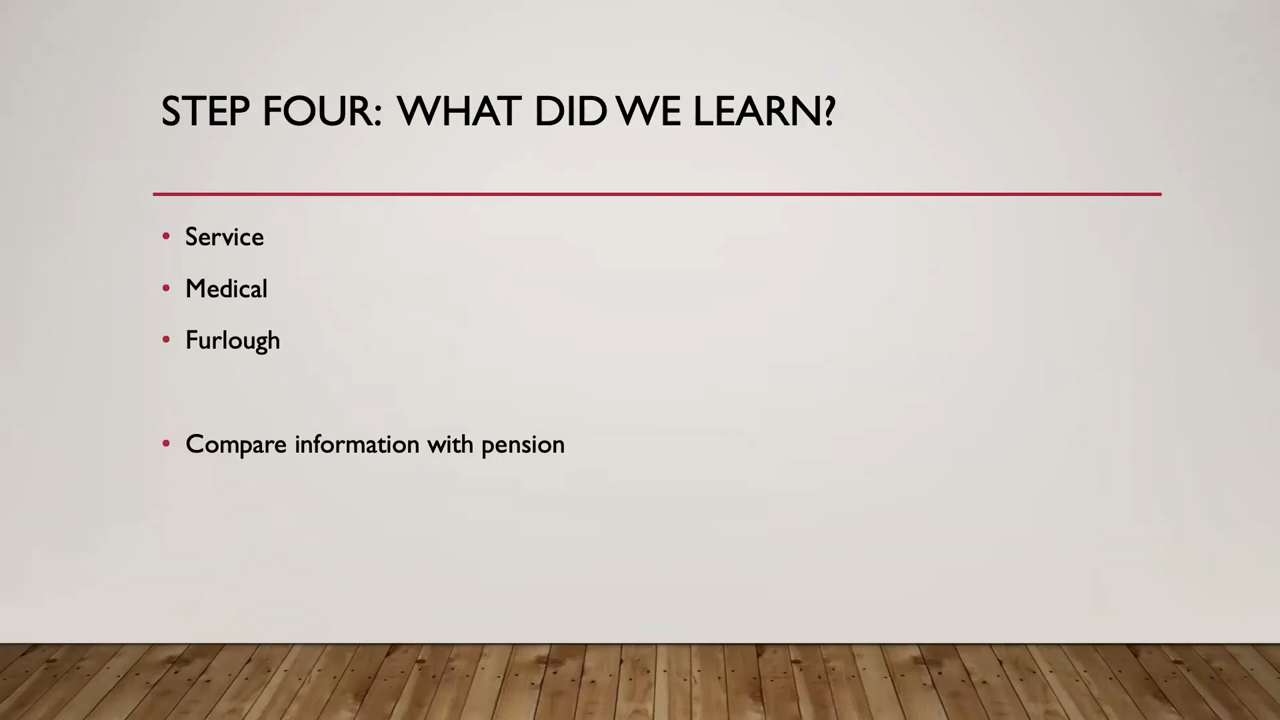 STEP FOUR: WHAT DID WE LEARN?
• Service
• Medical
• Furlough
• Compare information with pension